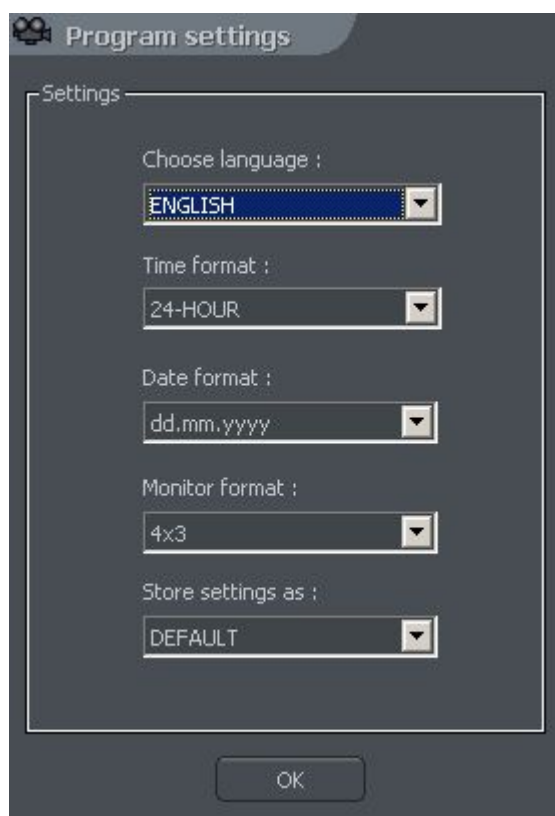 Program settings
Settings
Choose language :
ENGLISH
Time format :
24-HOUR
Date format :
dd.mm.yyyy
Monitor format :
4x3
Store settings as :
DEFAULT
OK